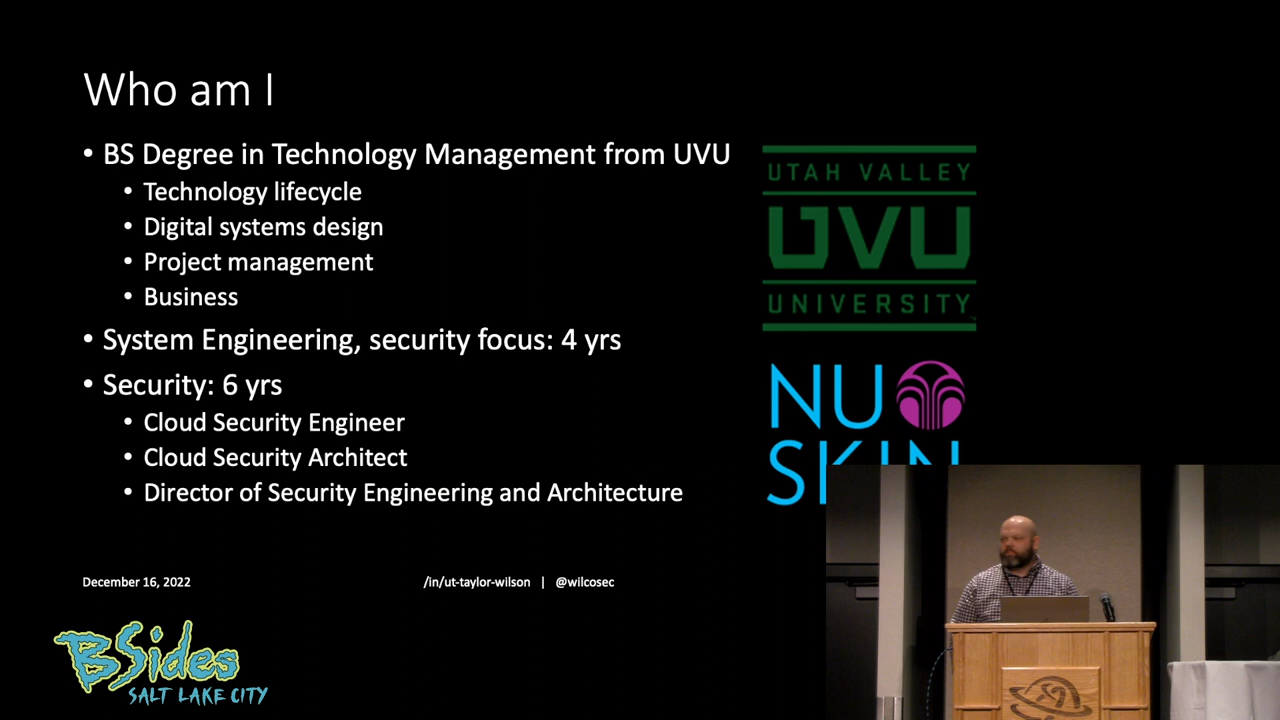 Who am I
• BS Degree in Technology Management from UVU
• Technology lifecycle
• Digital systems design
• Project management
• Business
• System Engineering, security focus: 4 yrs
• Security: 6 yrs
• Cloud Security Engineer
• Cloud Security Architect
• Director of Security Engineering and Architecture
UTAH VALLEY
UVU
UNIVERSITY
NU
SKIN
December 16, 2022
/in/ut-taylor-wilson | @wilcosec
BSides
SALT LAKE CITY